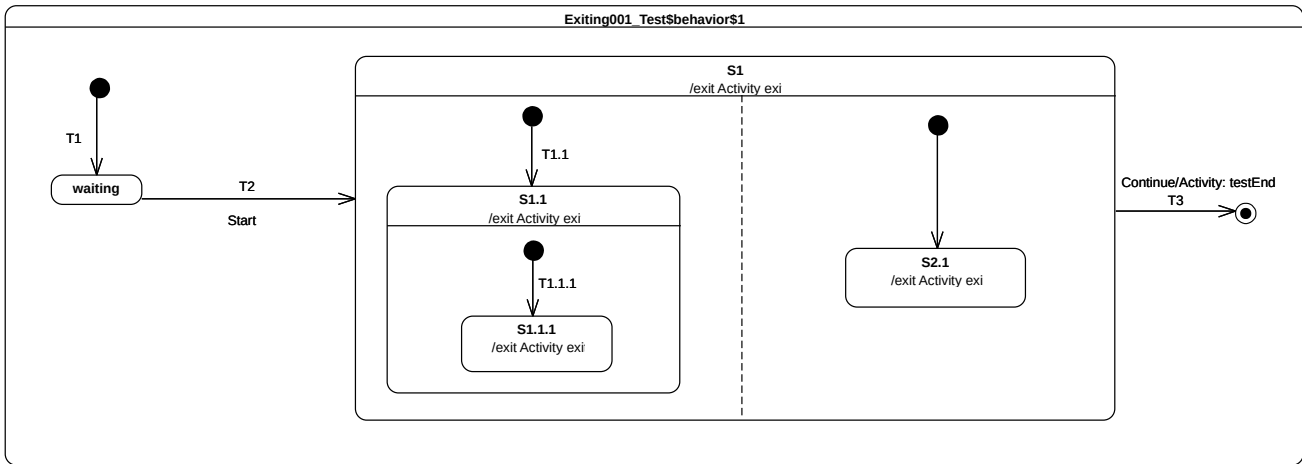 Exiting001_Test$behavior$1
S1
/exit Activity exi
T1
T1.1
waiting
T2
Start
S1.1
/exit Activity exi
T1.1.1
S1.1.1
/exit Activity exi
S2.1
/exit Activity exi
Continue/Activity: testEnd
T3